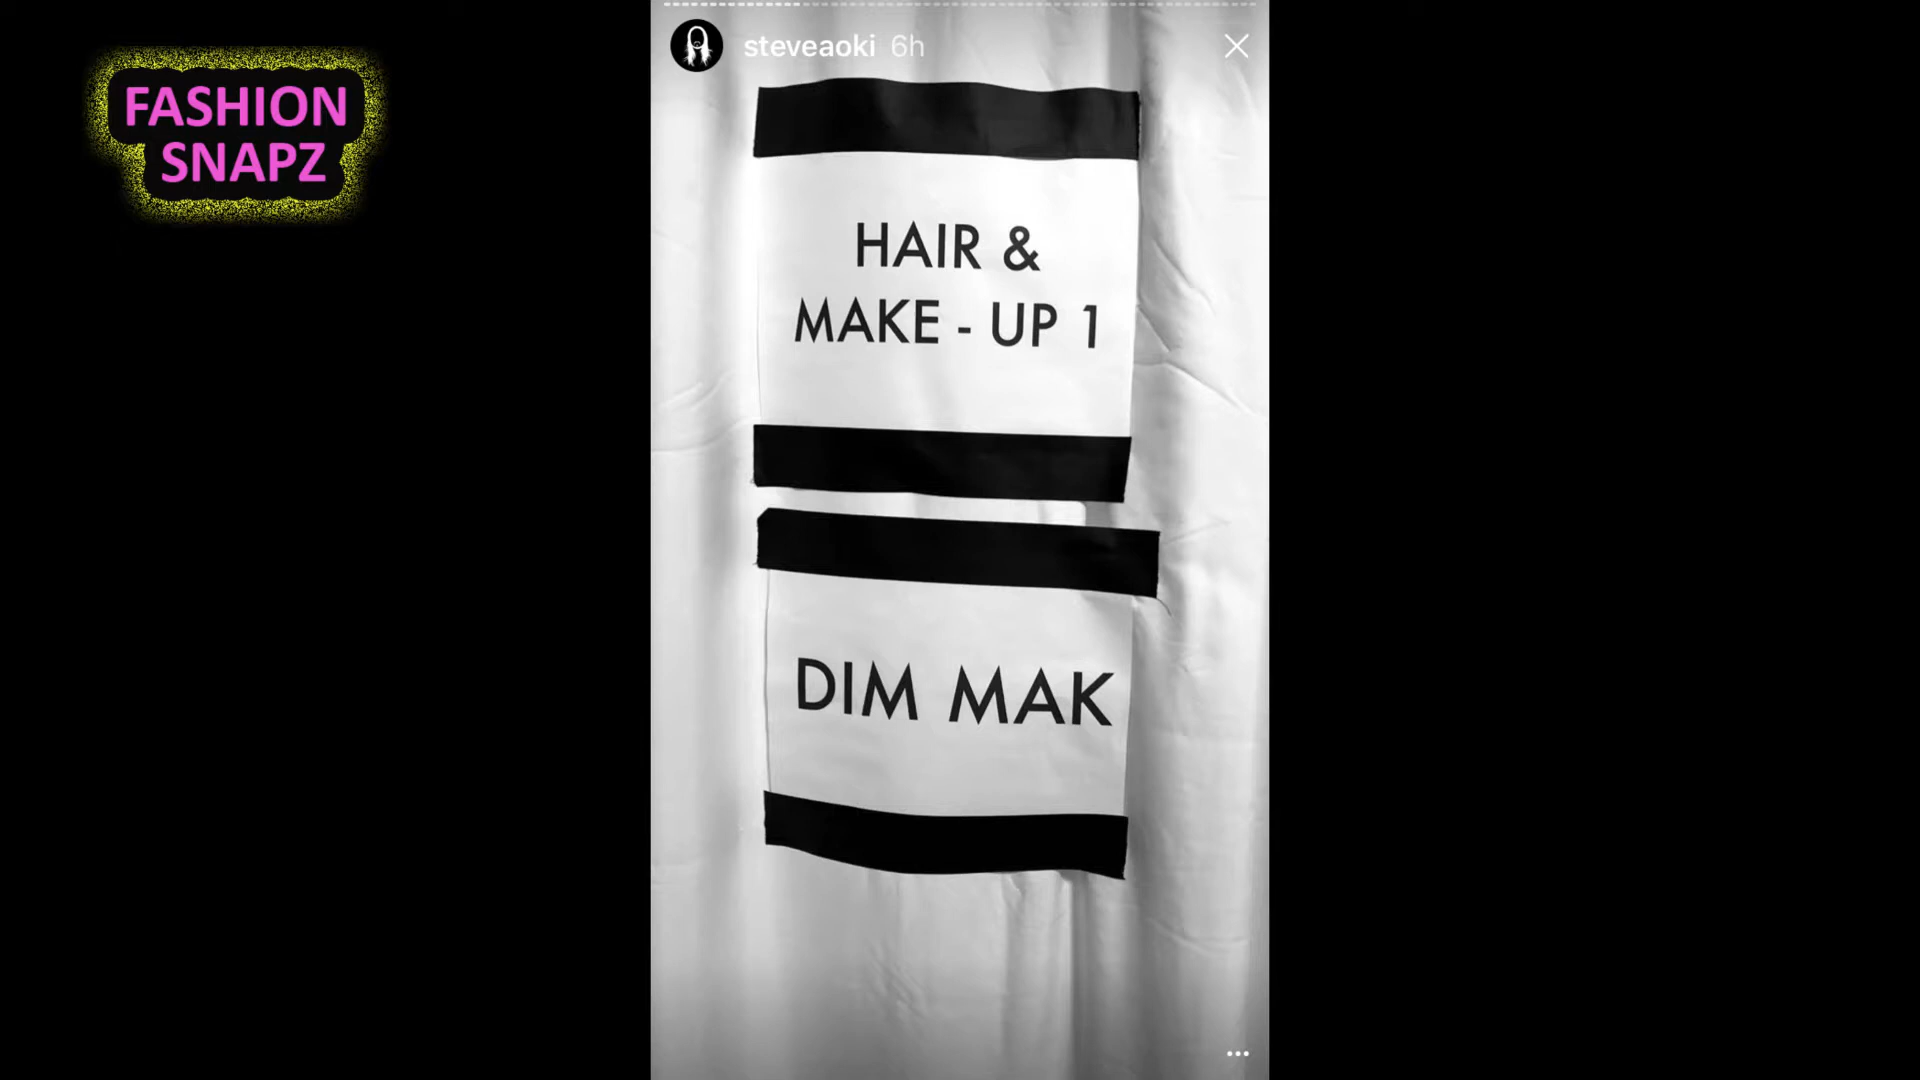 FASHION
SNAPZ
steveaoki 6h
HAIR &
MAKE - UP 1
DIM MAK